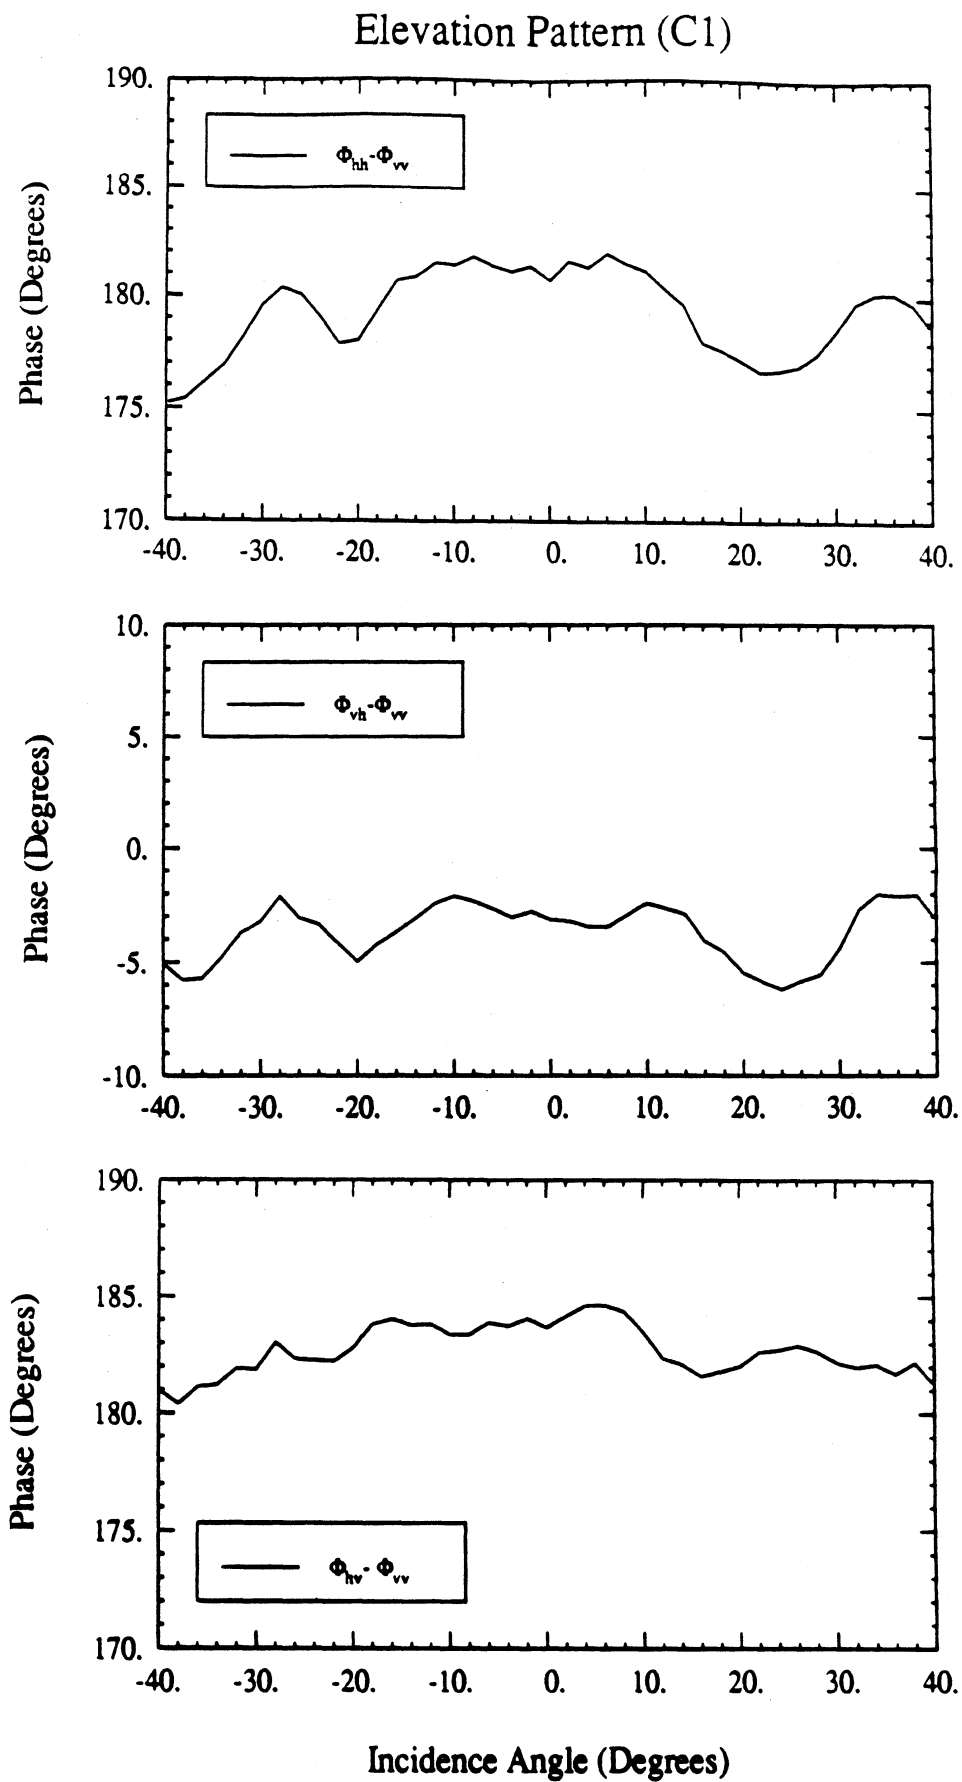 Elevation Pattern (C1)
190.
Φhh-Φvv
185.
180.
175.
170.
Phase (Degrees)
-40. -30. -20. -10. 0. 10. 20. 30. 40.
10.
Φvh-Φvv
5.
0.
-5.
-10.
Phase (Degrees)
-40. -30. -20. -10. 0. 10. 20. 30. 40.
190.
185.
180.
175.
Φhv- Φvv
170.
Phase (Degrees)
-40. -30. -20. -10. 0. 10. 20. 30. 40.
Incidence Angle (Degrees)